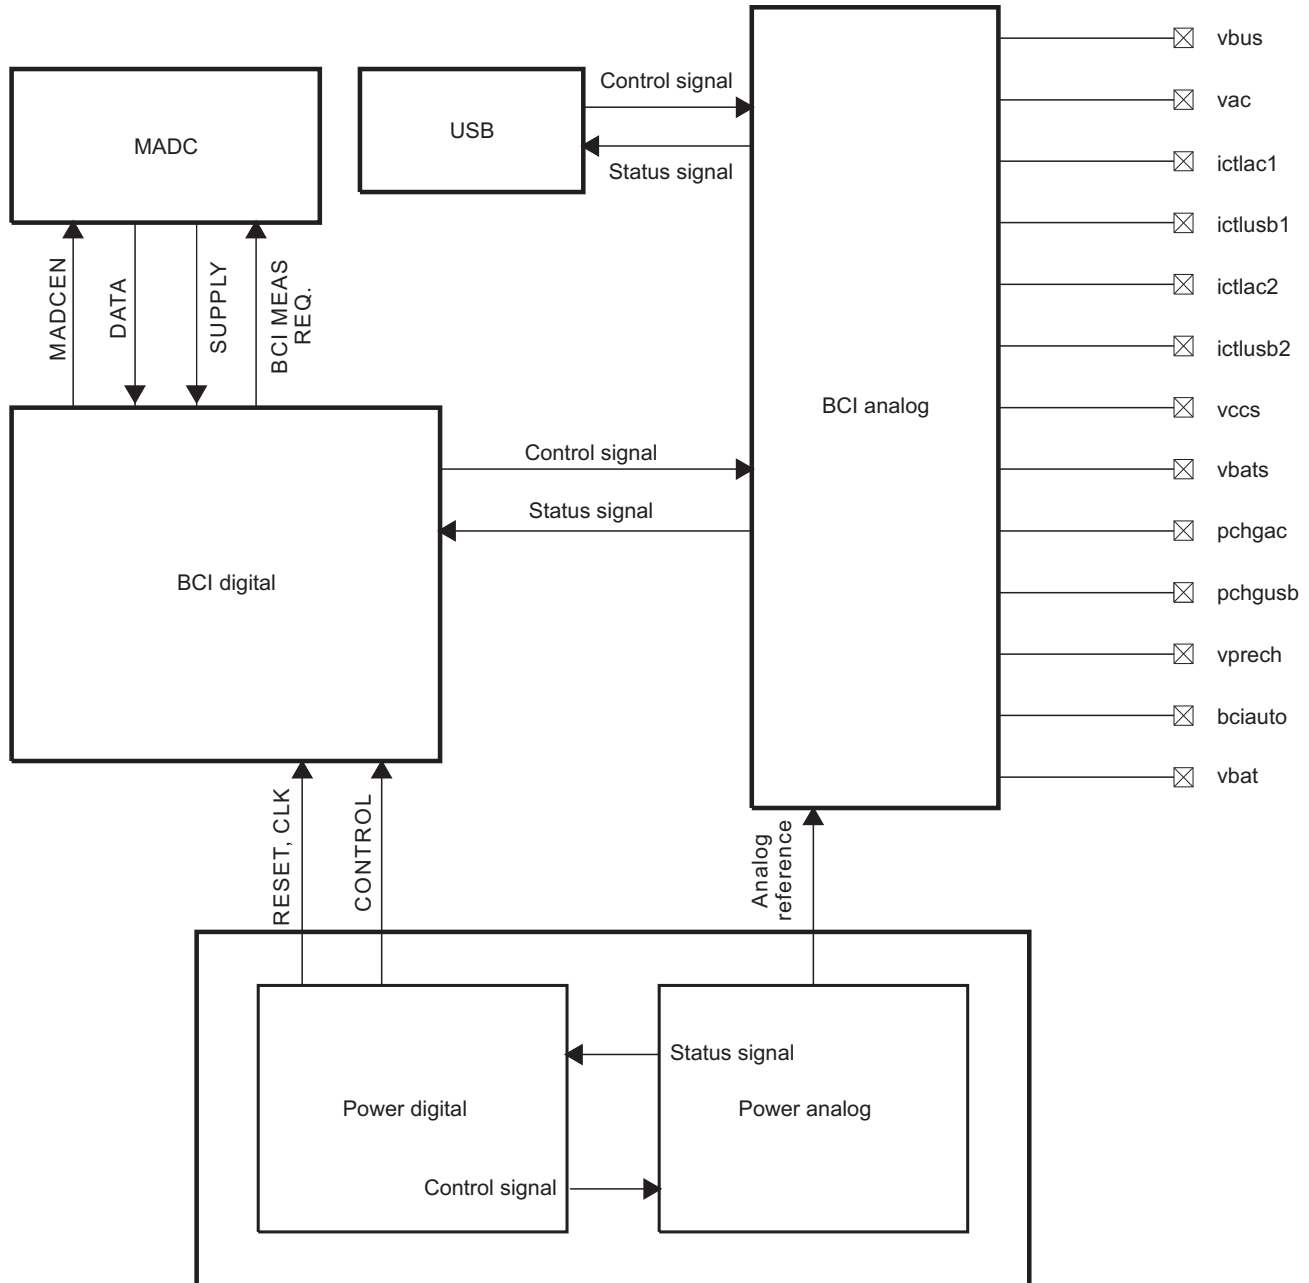 vbus
Control signal
USB
vac
MADC
Status signal
ictlac1
ictlusb1
MADCEN
DATA
SUPPLY
BCI MEAS
REQ.
ictlac2
ictlusb2
BCI analog
vccs
Control signal
vbats
Status signal
pchgac
BCI digital
pchgusb
vprech
bciauto
vbat
RESET, CLK
CONTROL
Analog
reference
Status signal
Power digital
Power analog
Control signal